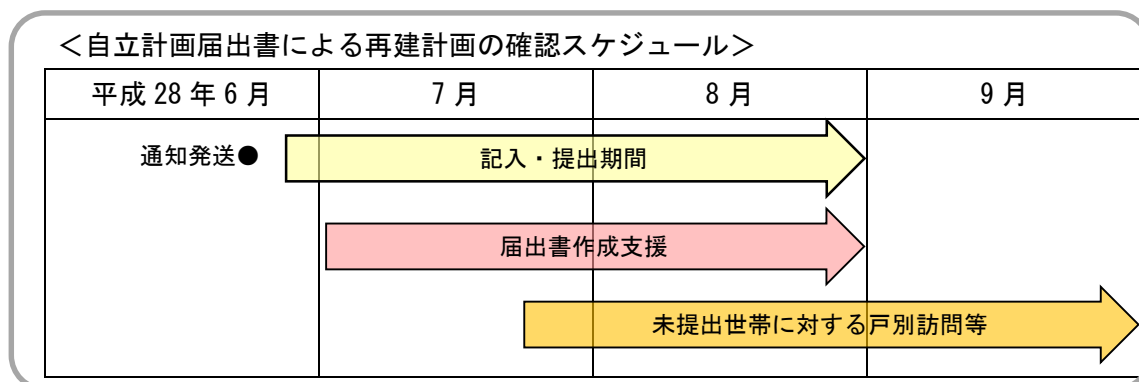 ＜自立計画届出書による再建計画の確認スケジュール＞
平成 28 年 6 月 7 月 8 月 9 月
通知発送●
記入・提出期間
届出書作成支援
未提出世帯に対する戸別訪問等